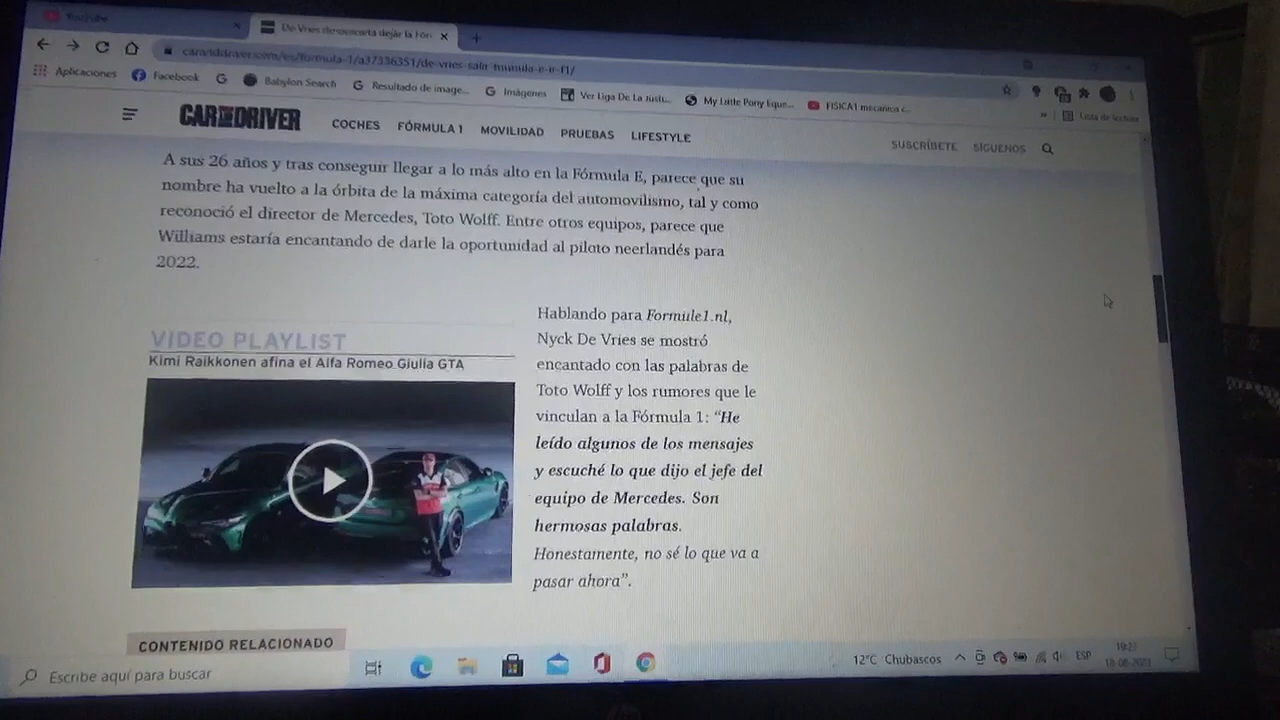 YouTube
De Vries descarta dejar la Fór
caranddriver.com/es/formula-1/a37336351/de-vries-salir-formula-e-ir-f1/
Aplicaciones
Facebook
Babylon Search
Resultado de image...
Imágenes
Ver Liga De La Justi...
My Little Pony Eque...
FISICA1 mecanica c...
Lista de lectura
CAR AND DRIVER
COCHES
FÓRMULA 1
MOVILIDAD
PRUEBAS
LIFESTYLE
SUSCRÍBETE
SÍGUENOS
A sus 26 años y tras conseguir llegar a lo más alto en la Fórmula E, parece que su
nombre ha vuelto a la órbita de la máxima categoría del automovilismo, tal y como
reconoció el director de Mercedes, Toto Wolff. Entre otros equipos, parece que
Williams estaría encantando de darle la oportunidad al piloto neerlandés para
2022.
VIDEO PLAYLIST
Kimi Raikkonen afina el Alfa Romeo Giulia GTA
Hablando para Formule1.nl,
Nyck De Vries se mostró
encantado con las palabras de
Toto Wolff y los rumores que le
vinculan a la Fórmula 1: “He
leído algunos de los mensajes
y escuché lo que dijo el jefe del
equipo de Mercedes. Son
hermosas palabras.
Honestamente, no sé lo que va a
pasar ahora”.
CONTENIDO RELACIONADO
Escribe aquí para buscar
12°C Chubascos
ESP